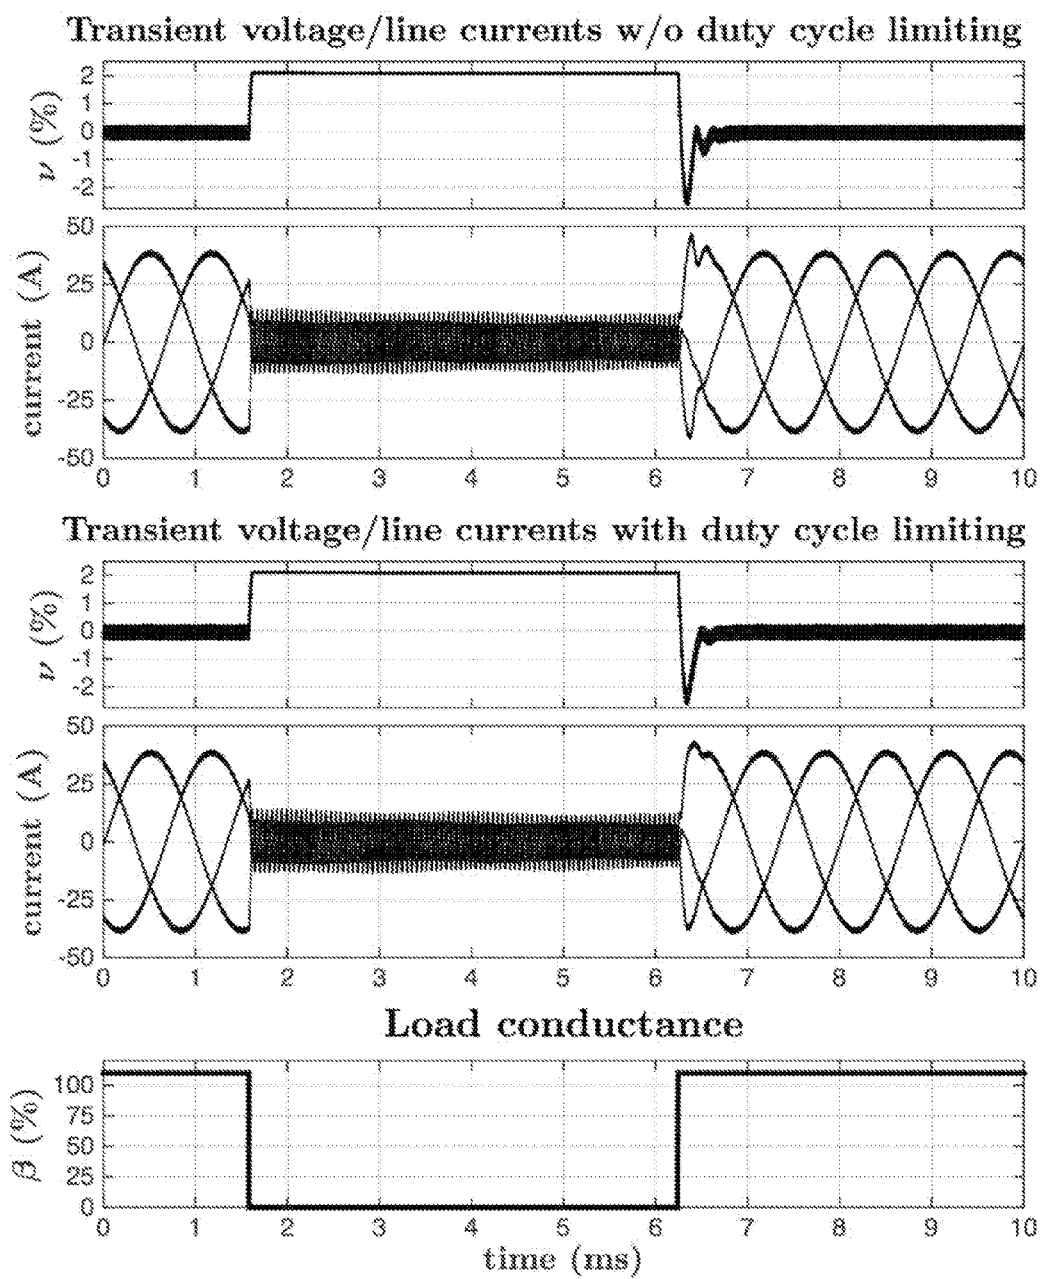 Transient voltage/line currents w/o duty cycle limiting
2
1
0
-1
-2
ν (%)
50
25
0
-25
-50
current (A)
0 1 2 3 4 5 6 7 8 9 10
Transient voltage/line currents with duty cycle limiting
2
1
0
-1
-2
ν (%)
50
25
0
-25
-50
current (A)
0 1 2 3 4 5 6 7 8 9 10
Load conductance
100
75
50
25
0
β (%)
0 1 2 3 4 5 6 7 8 9 10
time (ms)